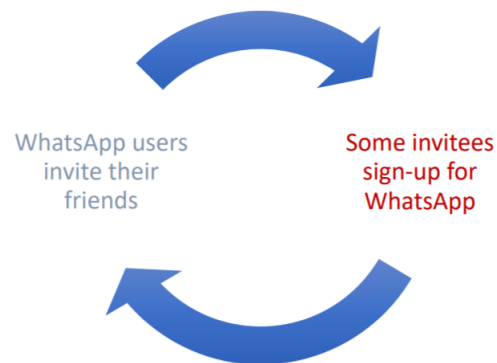 WhatsApp users
invite their
friends
Some invitees
sign-up for
WhatsApp